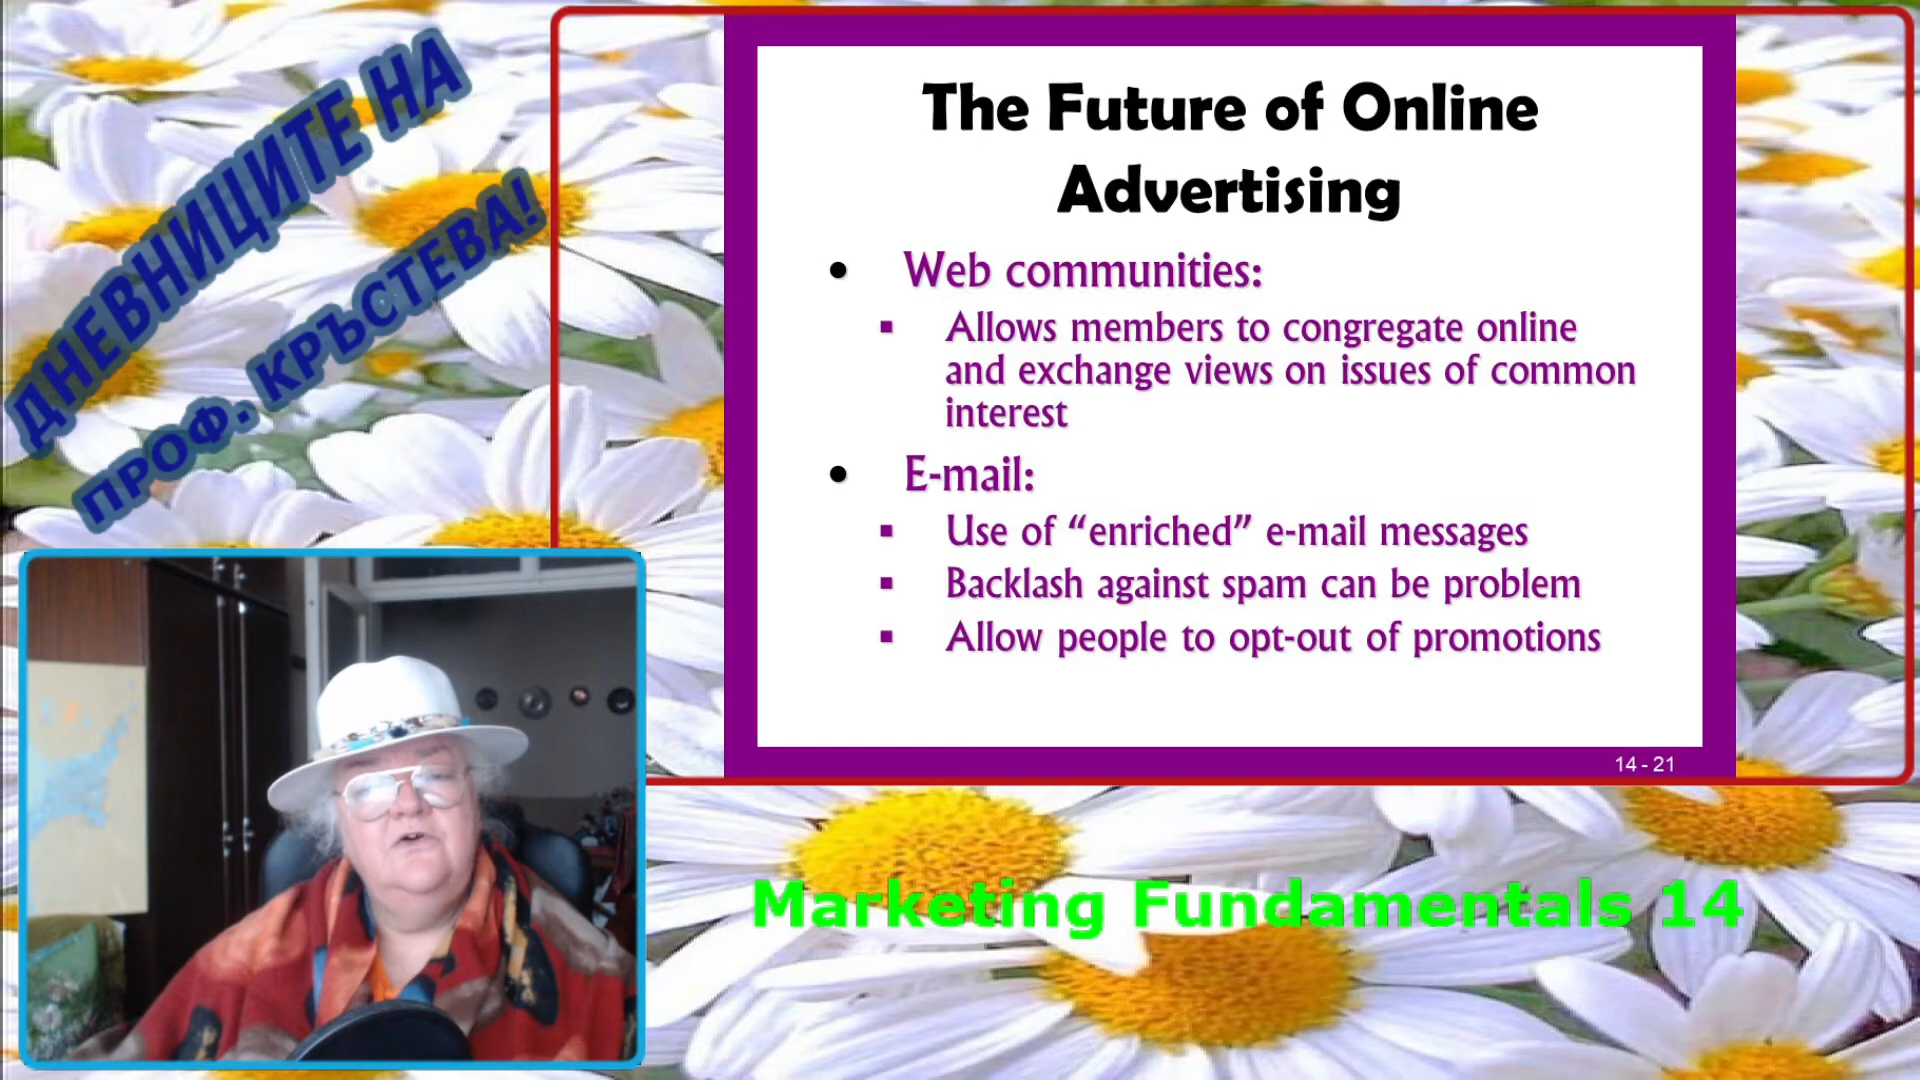 ДНЕВНИЦИТЕ НА
ПРОФ. КРЪСТЕВА!
The Future of Online
Advertising
• Web communities:
▪ Allows members to congregate online
and exchange views on issues of common
interest
• E-mail:
▪ Use of “enriched” e-mail messages
▪ Backlash against spam can be problem
▪ Allow people to opt-out of promotions
14 - 21
Marketing Fundamentals 14